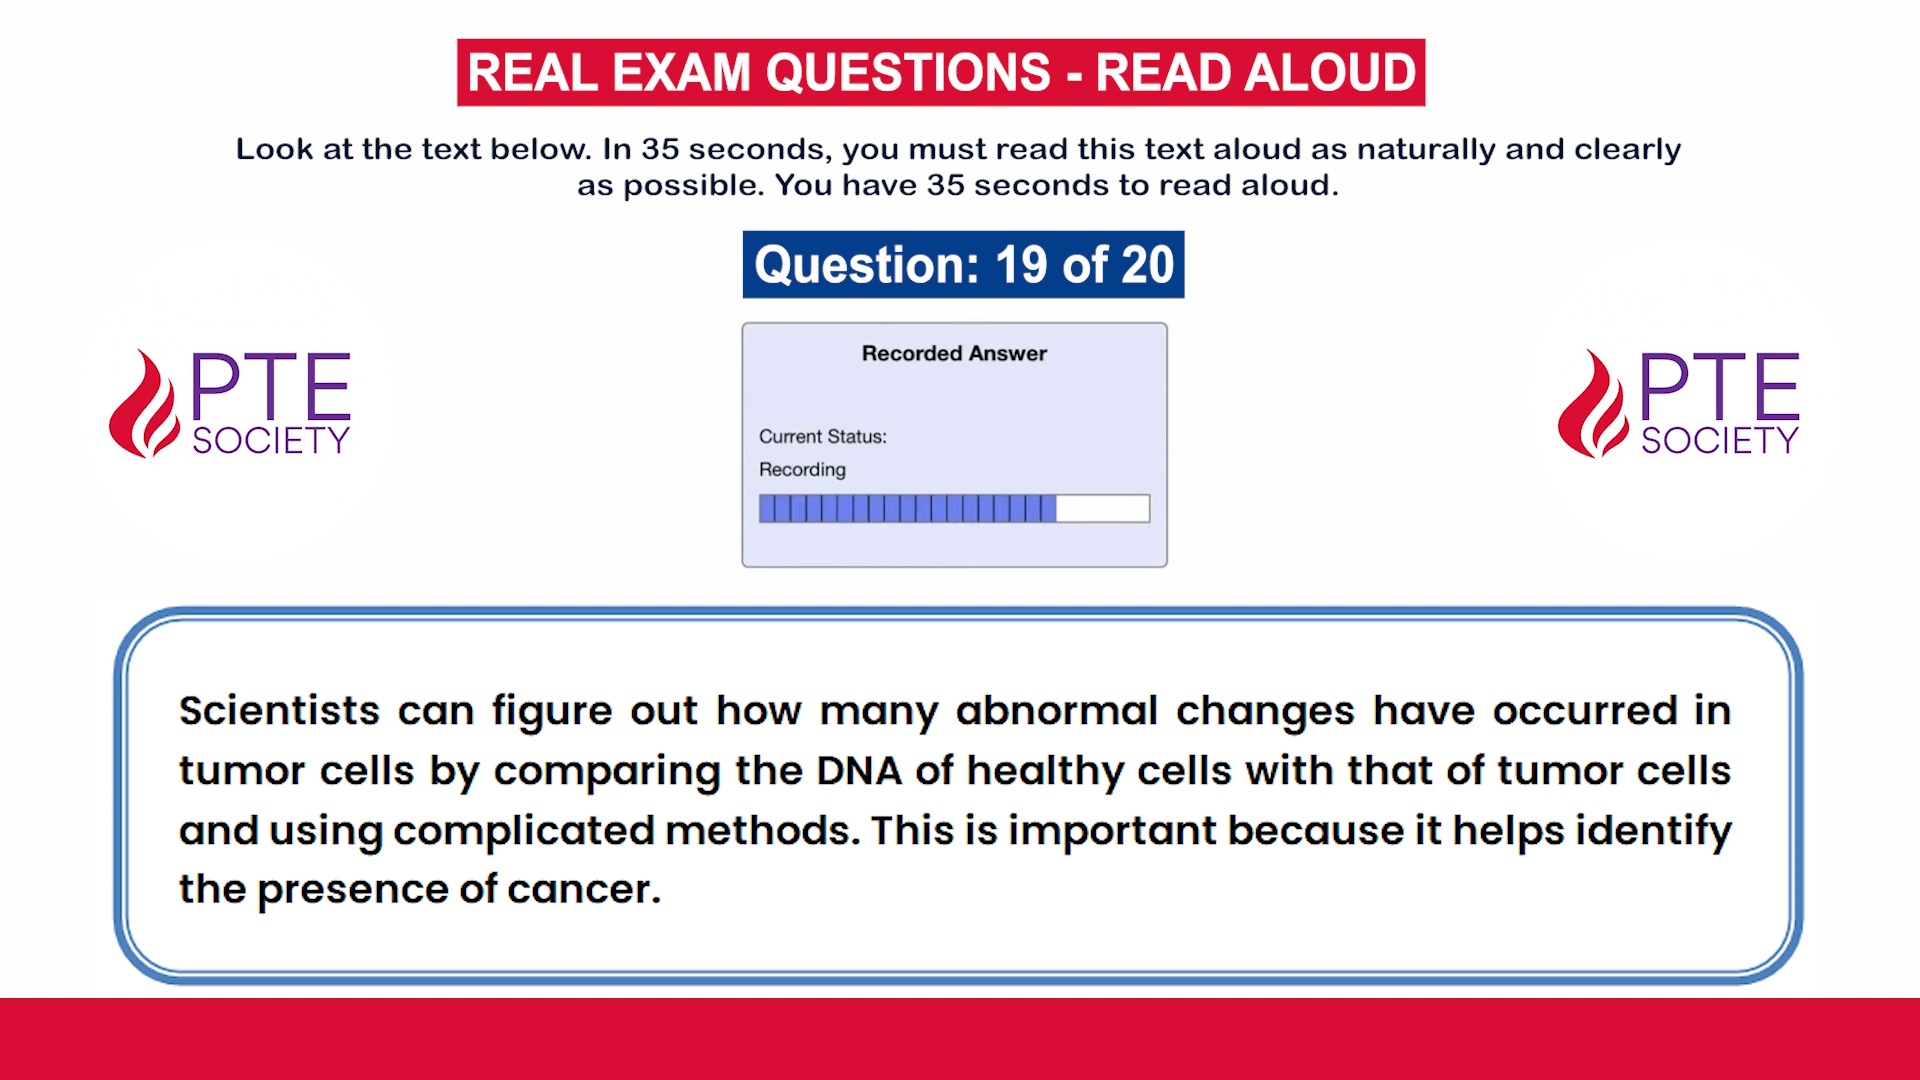 REAL EXAM QUESTIONS - READ ALOUD
Look at the text below. In 35 seconds, you must read this text aloud as naturally and clearly
as possible. You have 35 seconds to read aloud.
Question: 19 of 20
PTE
SOCIETY
Recorded Answer
Current Status:
Recording
PTE
SOCIETY
Scientists can figure out how many abnormal changes have occurred in
tumor cells by comparing the DNA of healthy cells with that of tumor cells
and using complicated methods. This is important because it helps identify
the presence of cancer.